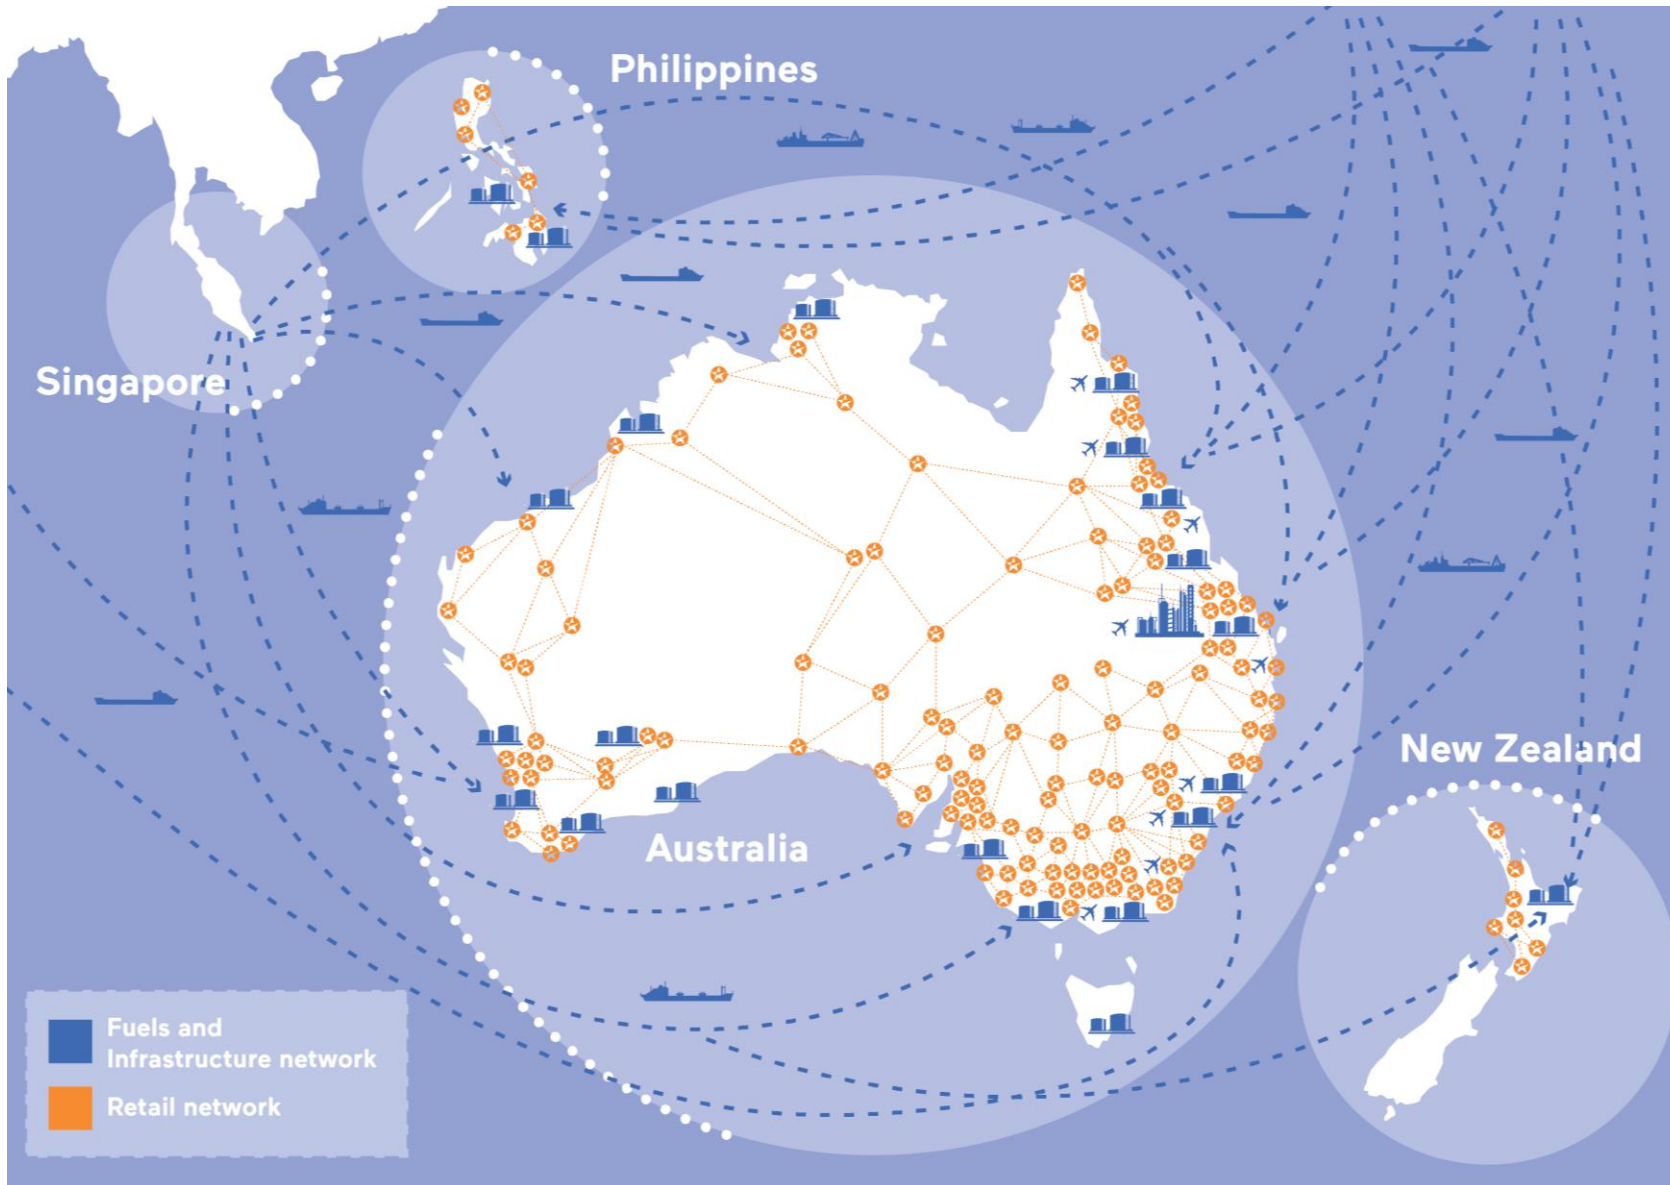 Philippines
Singapore
New Zealand
Australia
Fuels and
Infrastructure network
Retail network